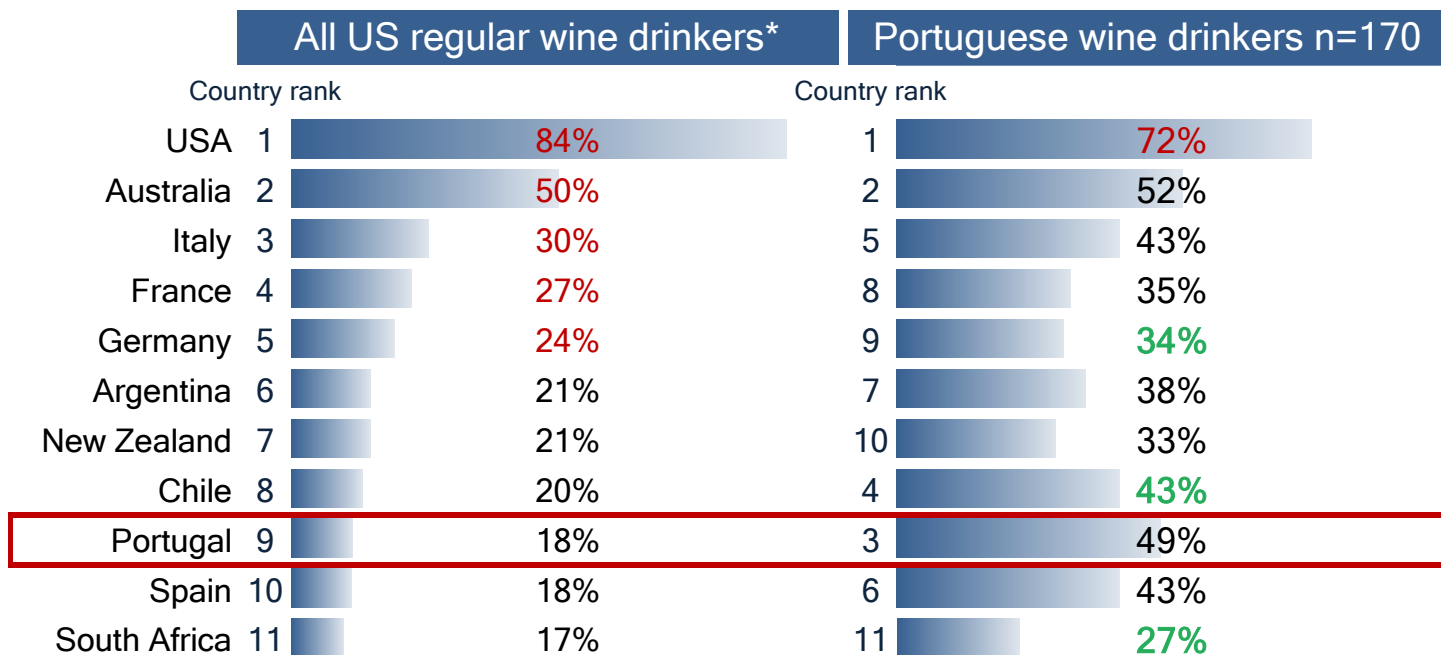 All US regular wine drinkers* Portuguese wine drinkers n=170
Country rank Country rank
USA 1 84% 1 72%
Australia 2 50% 2 52%
Italy 3 30% 5 43%
France 4 27% 8 35%
Germany 5 24% 9 34%
Argentina 6 21% 7 38%
New Zealand 7 21% 10 33%
Chile 8 20% 4 43%
Portugal 9 18% 3 49%
Spain 10 18% 6 43%
South Africa 11 17% 11 27%